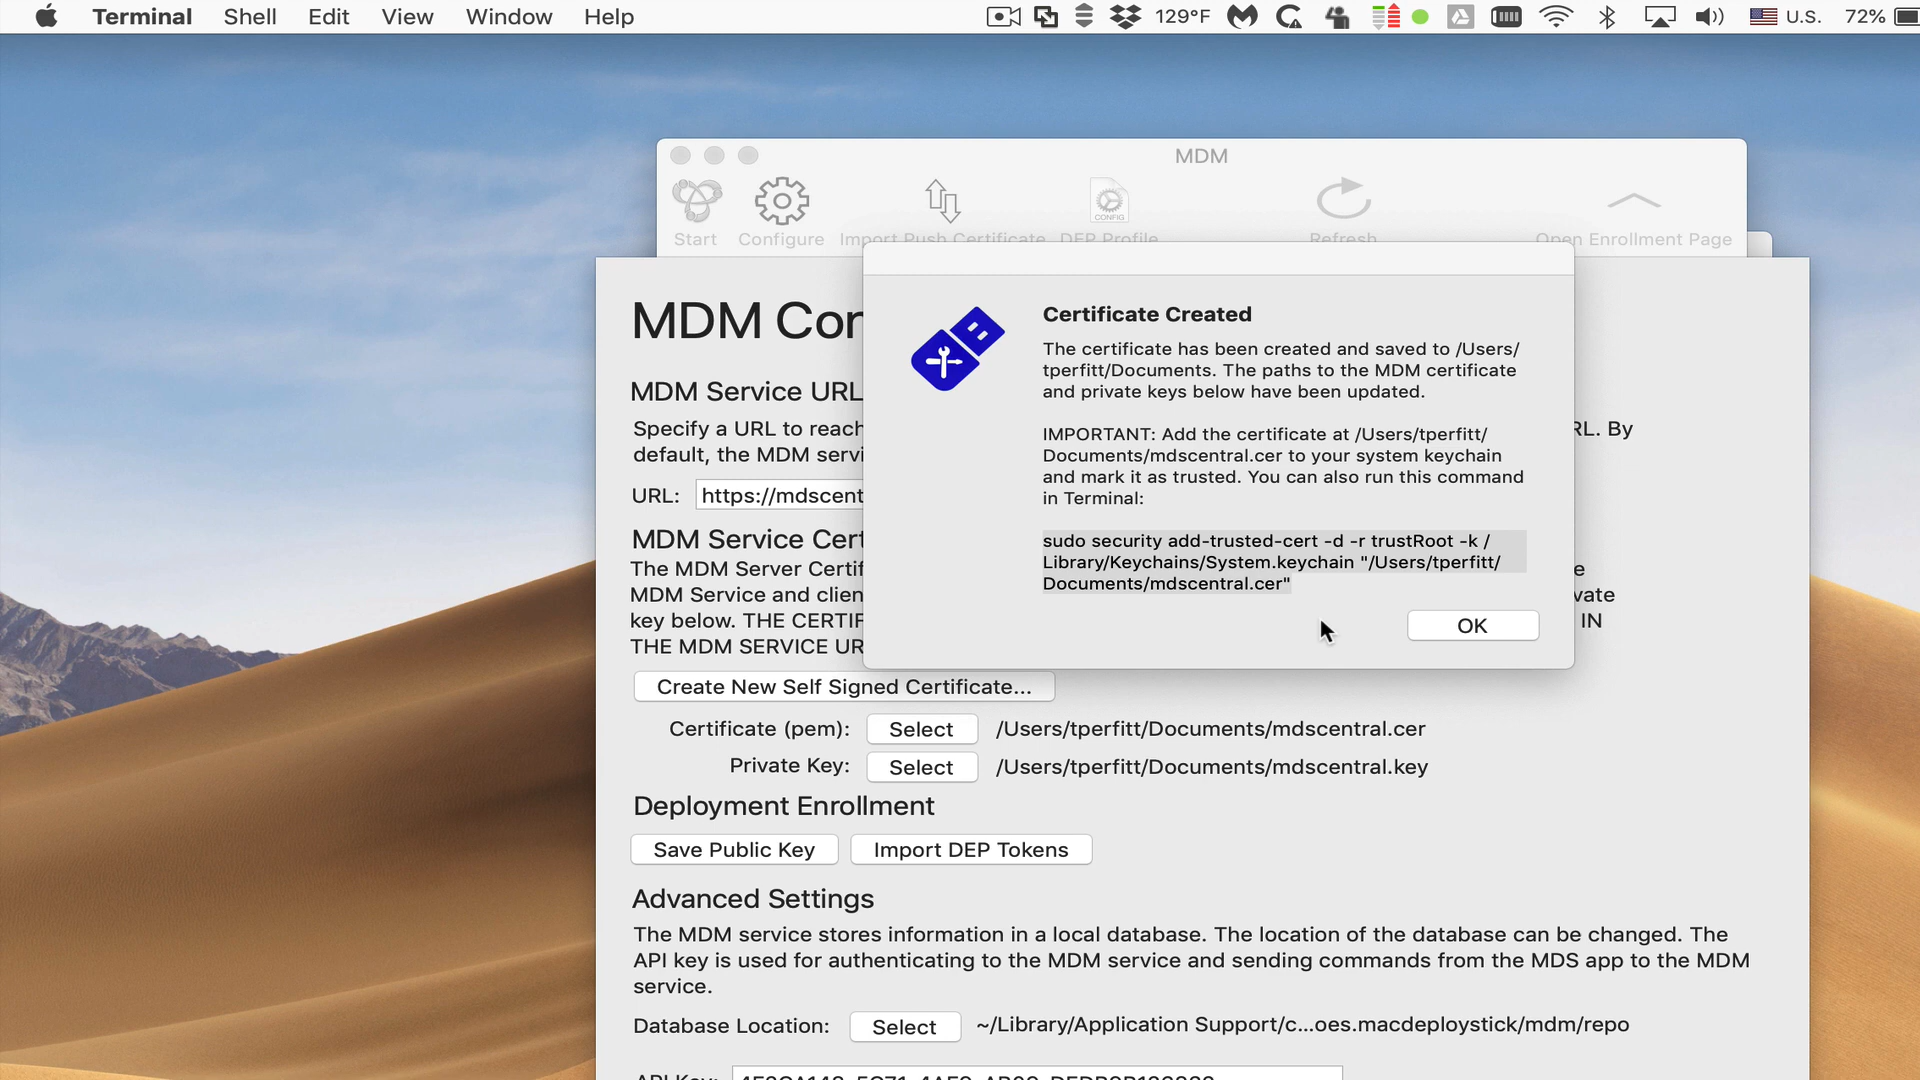 Terminal Shell Edit View Window Help 129°F U.S. 72%
MDM
CONFIG
Start Configure Import Push Certificate DEP Profile Refresh Open Enrollment Page
MDM Cor
MDM Service URL
Specify a URL to reach
RL. By
default, the MDM servi
URL: https://mdscent
MDM Service Cert
The MDM Server Certif
e
MDM Service and clien
vate
key below. THE CERTIF
IN
THE MDM SERVICE UR
Certificate Created
The certificate has been created and saved to /Users/
tperfitt/Documents. The paths to the MDM certificate
and private keys below have been updated.
IMPORTANT: Add the certificate at /Users/tperfitt/
Documents/mdscentral.cer to your system keychain
and mark it as trusted. You can also run this command
in Terminal:
sudo security add-trusted-cert -d -r trustRoot -k /
Library/Keychains/System.keychain "/Users/tperfitt/
Documents/mdscentral.cer"
OK
Create New Self Signed Certificate...
Certificate (pem): Select /Users/tperfitt/Documents/mdscentral.cer
Private Key: Select /Users/tperfitt/Documents/mdscentral.key
Deployment Enrollment
Save Public Key Import DEP Tokens
Advanced Settings
The MDM service stores information in a local database. The location of the database can be changed. The
API key is used for authenticating to the MDM service and sending commands from the MDS app to the MDM
service.
Database Location: Select ~/Library/Application Support/c...oes.macdeploystick/mdm/repo
API Key: